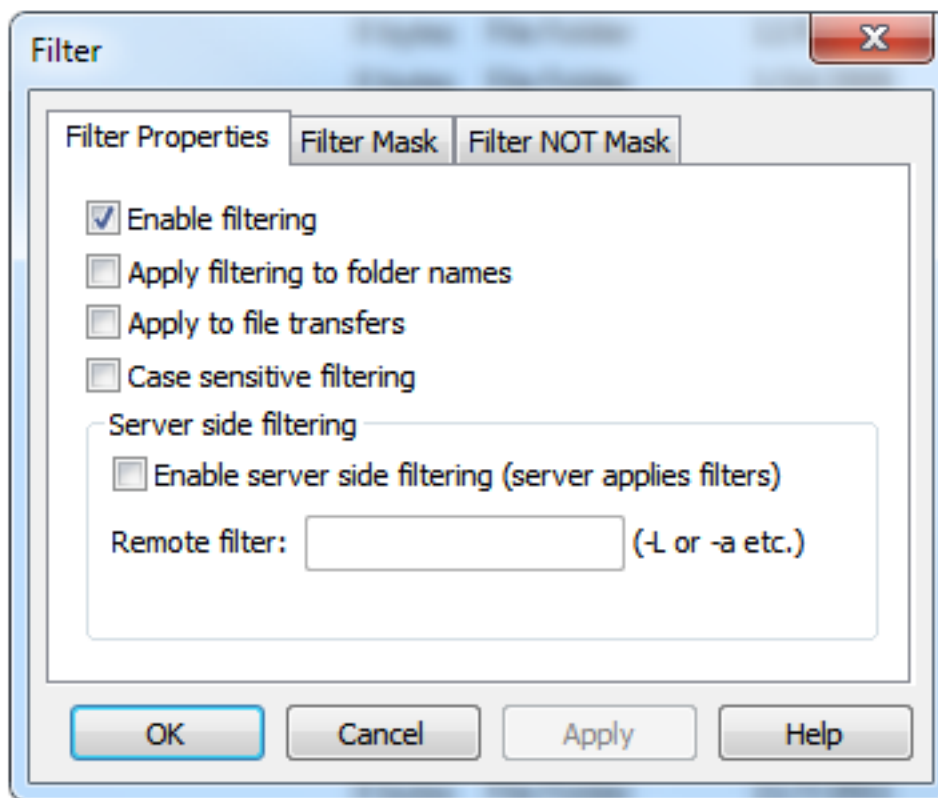 Filter
Filter Properties Filter Mask Filter NOT Mask
Enable filtering
Apply filtering to folder names
Apply to file transfers
Case sensitive filtering
Server side filtering
Enable server side filtering (server applies filters)
Remote filter: (-L or -a etc.)
OK Cancel Apply Help